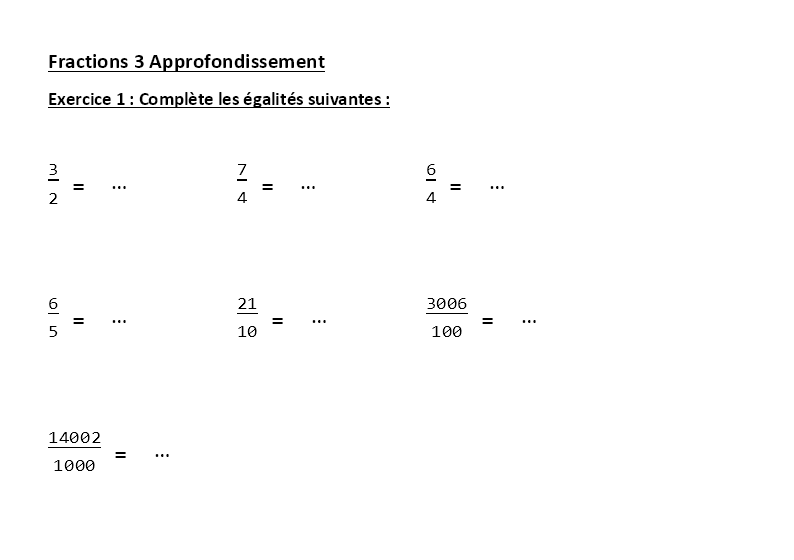 Fractions 3 Approfondissement
Exercice 1 : Complète les égalités suivantes :
3/2 = ... 7/4 = ... 6/4 = ...
6/5 = ... 21/10 = ... 3006/100 = ...
14002/1000 = ...